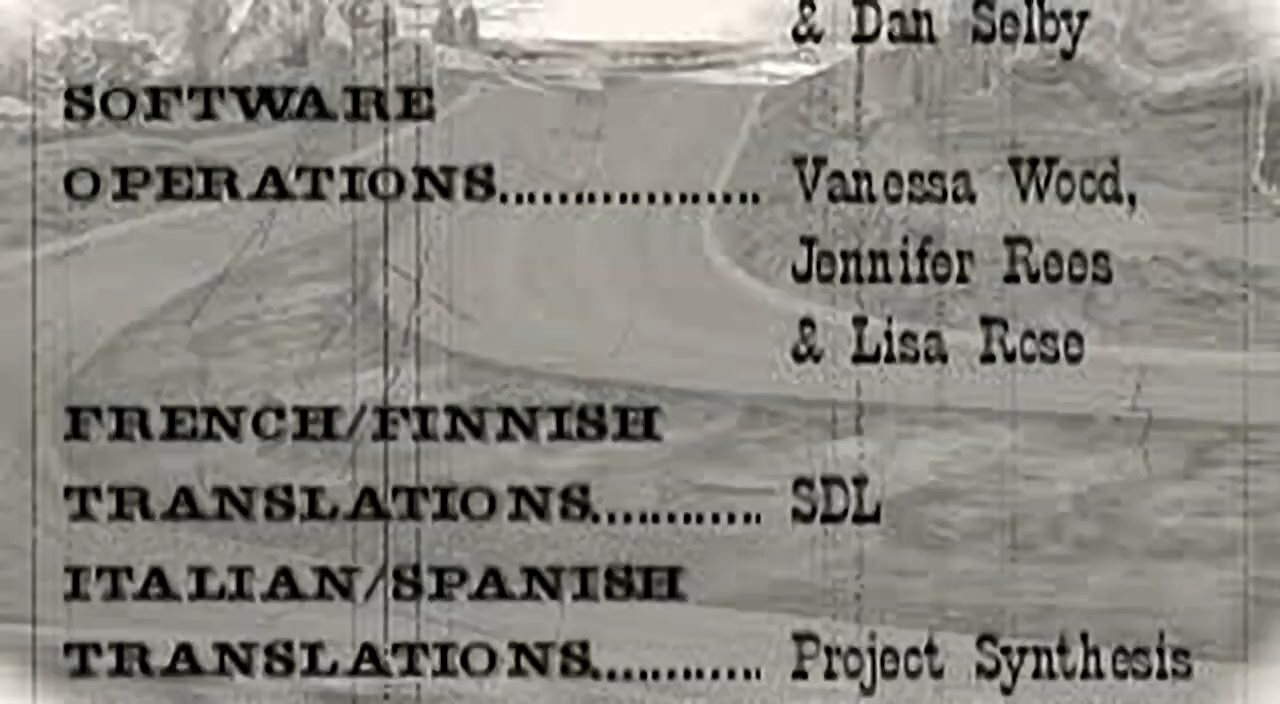 & Dan Selby
SOFTWARE
OPERATIONS.................. Vanessa Wood,
Jennifer Rees
& Lisa Rose
FRENCH/FINNISH
TRANSLATIONS............ SDL
ITALIAN/SPANISH
TRANSLATIONS............ Project Synthesis